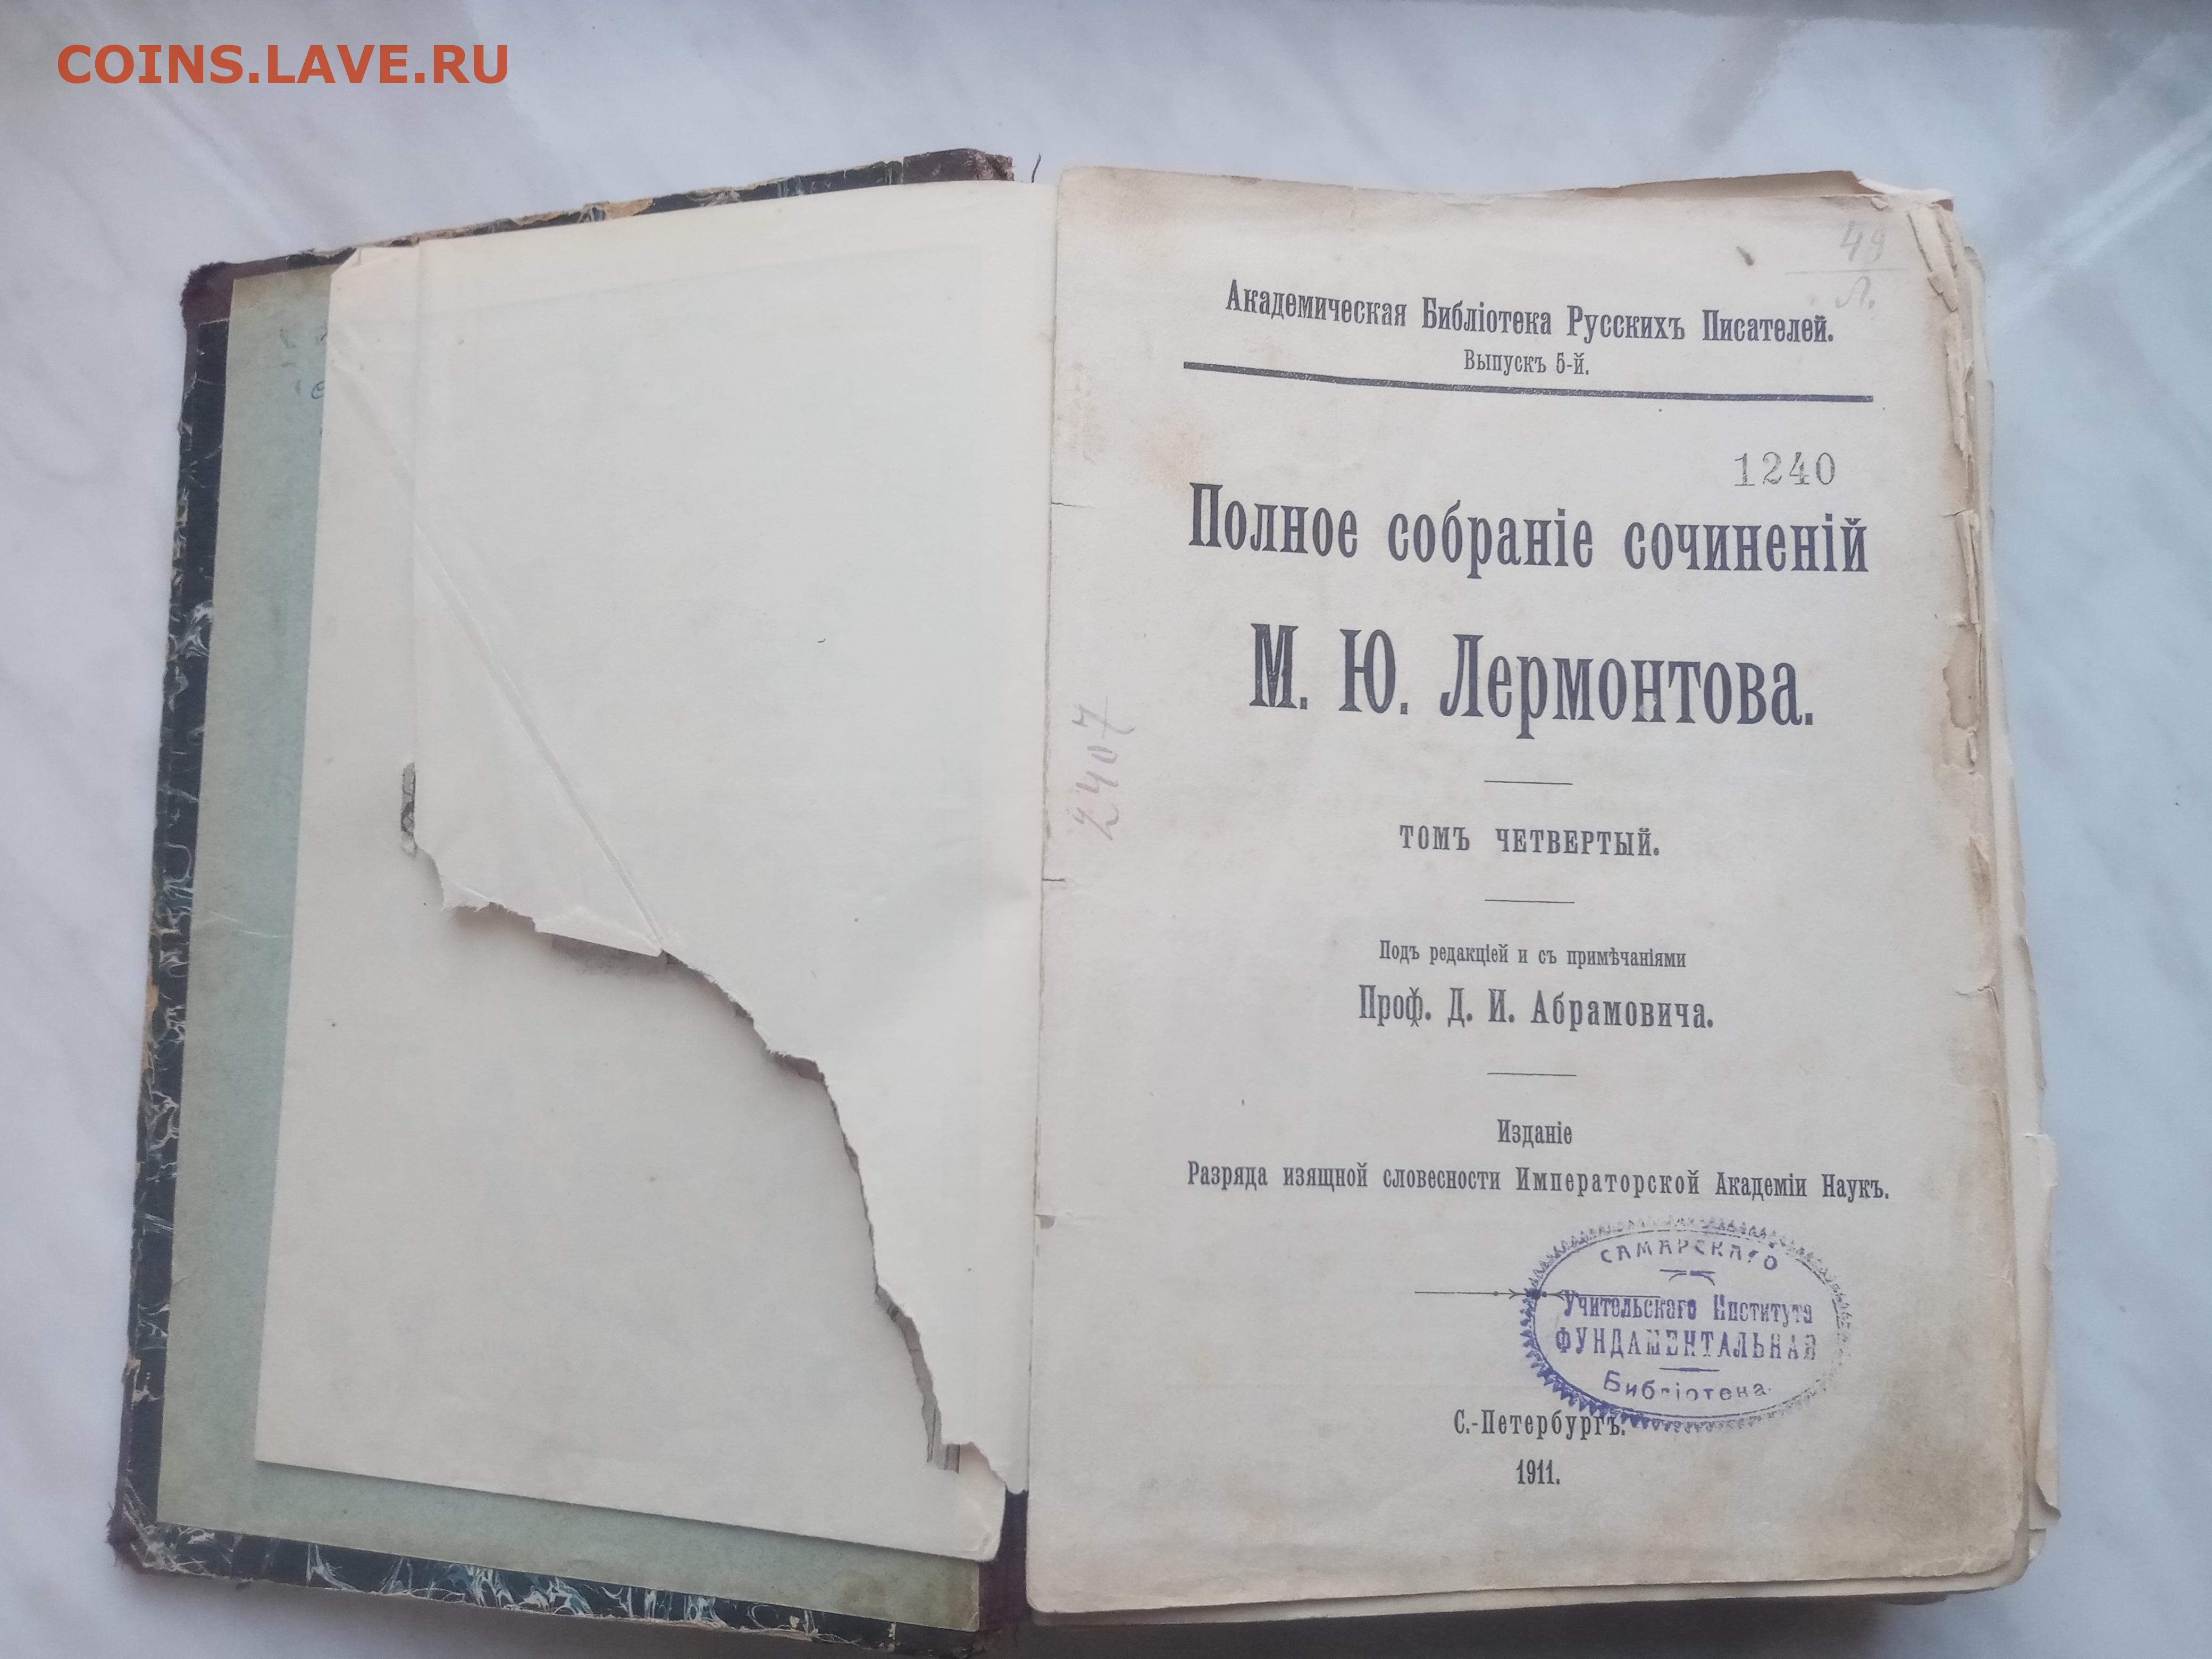 COINS.LAVE.RU
49
Л.
Академическая Библіотека Русскихъ Писателей.
Выпускъ 5-й.
1240
Полное собраніе сочиненій
М. Ю. Лермонтова.
2407
ТОМЪ ЧЕТВЕРТЫЙ.
Подъ редакціей и съ примѣчаніями
Проф. Д. И. Абрамовича.
Изданіе
Разряда изящной словесности Императорской Академіи Наукъ.
САМАРСКАГО
Учительскаго Института
ФУНДАМЕНТАЛЬНАЯ
Библіотека
С.-Петербургъ.
1911.